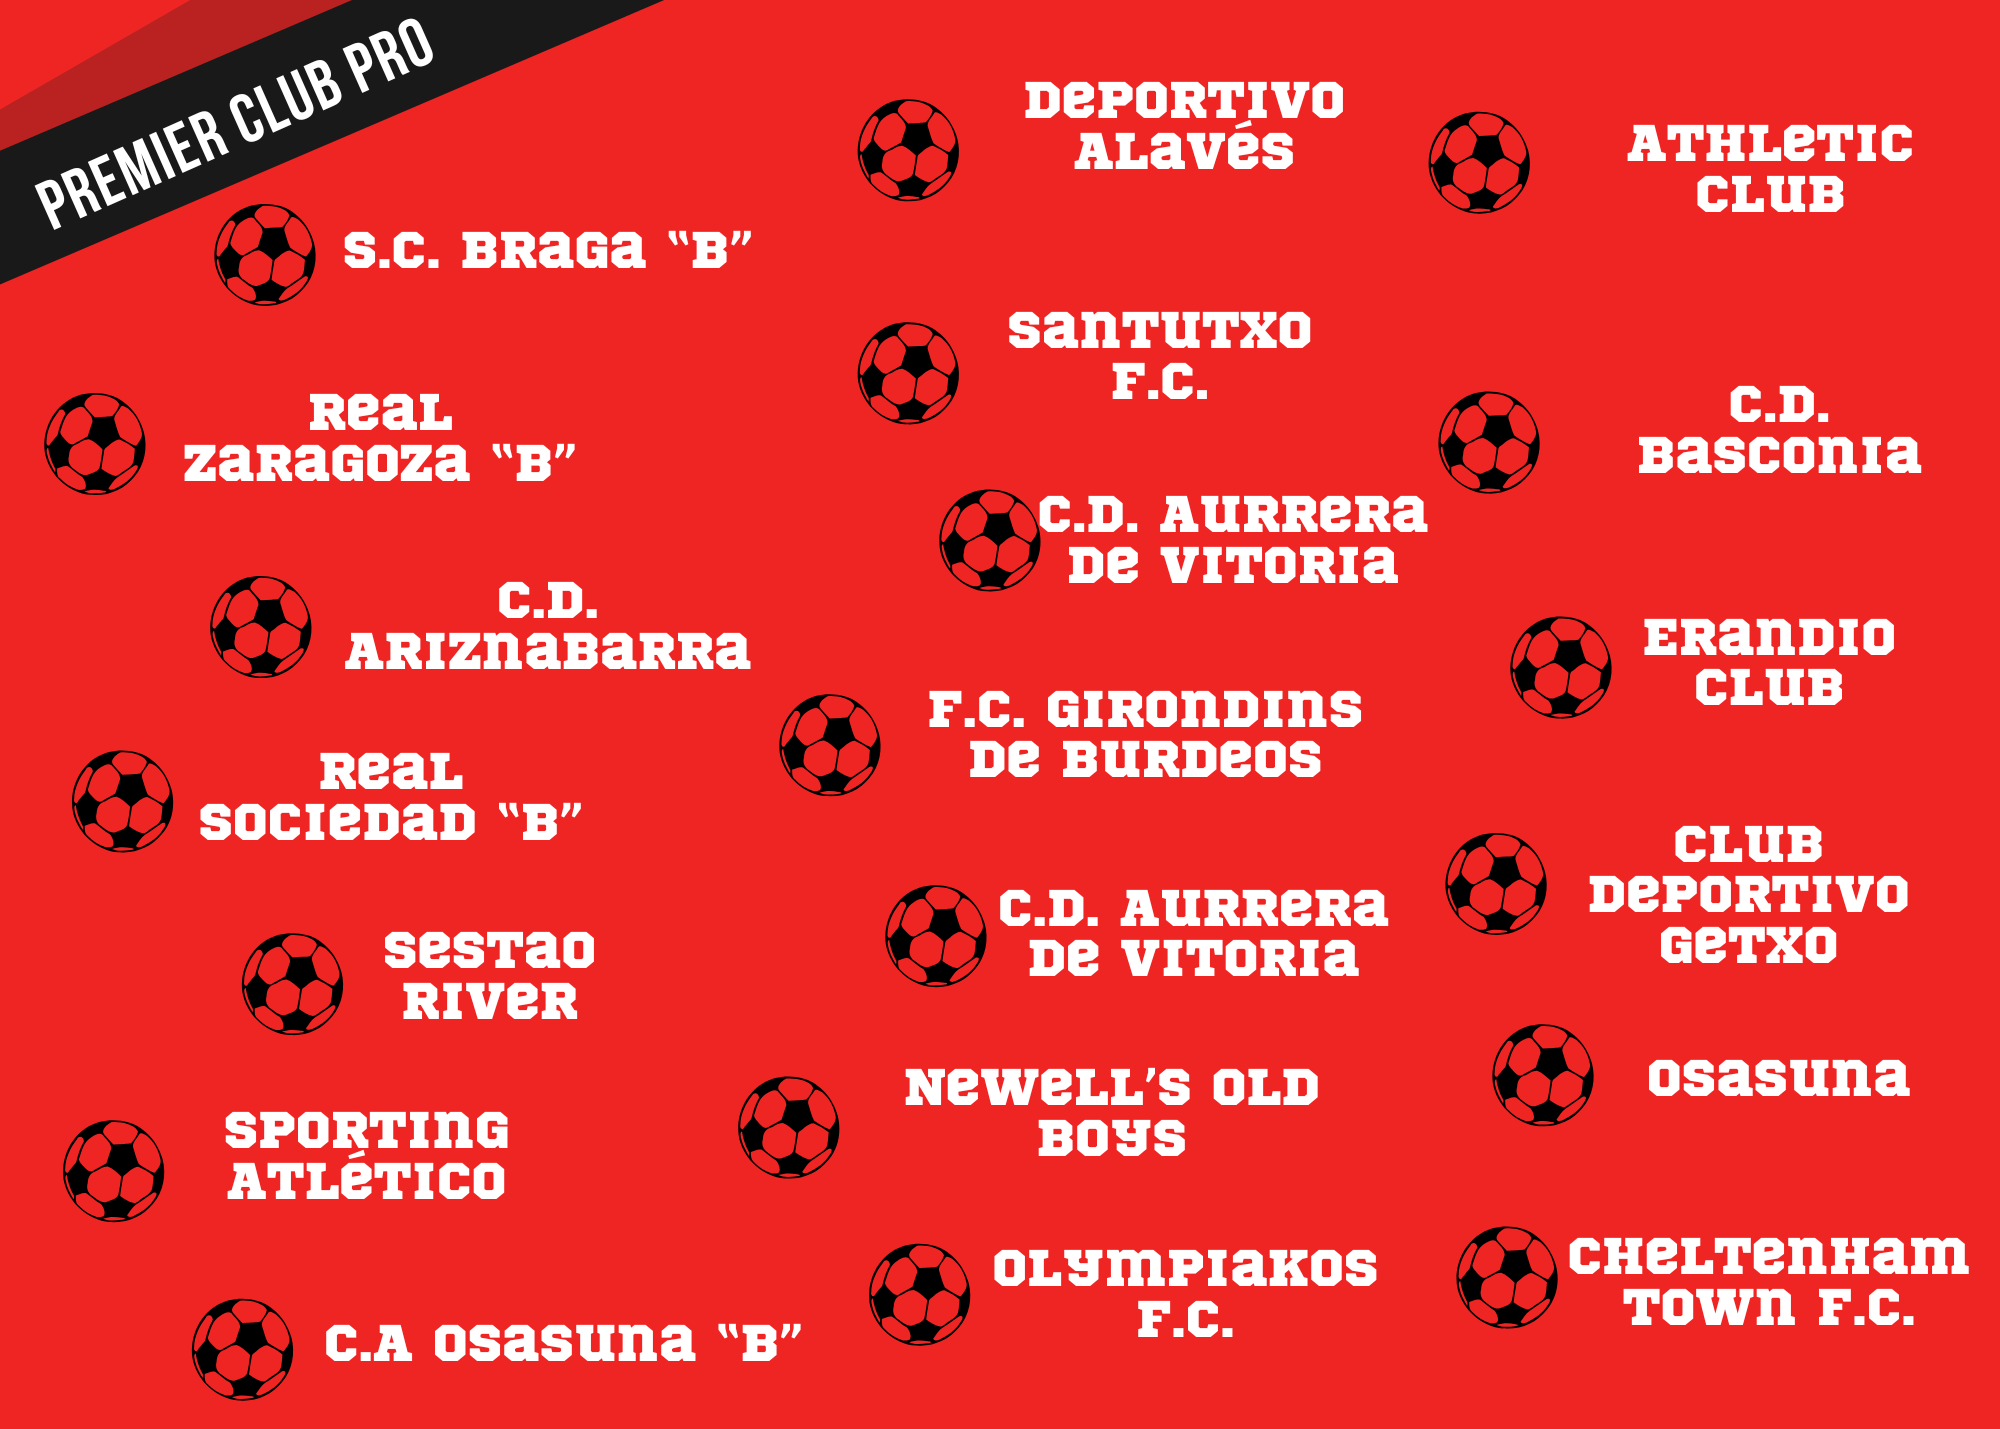 PREMIER CLUB PRO
S.C. BRAGA “B”
REAL
ZARAGOZA “B”
C.D.
ARIZNABARRA
REAL
SOCIEDAD “B”
SESTAO
RIVER
SPORTING
ATLÉTICO
C.A OSASUNA “B”
DEPORTIVO
ALAVÉS
SANTUTXO
F.C.
C.D. AURRERA
DE VITORIA
F.C. GIRONDINS
DE BURDEOS
C.D. AURRERA
DE VITORIA
NEWELL’S OLD
BOYS
OLYMPIAKOS
F.C.
ATHLETIC
CLUB
C.D.
BASCONIA
ERANDIO
CLUB
CLUB
DEPORTIVO
GETXO
OSASUNA
CHELTENHAM
TOWN F.C.